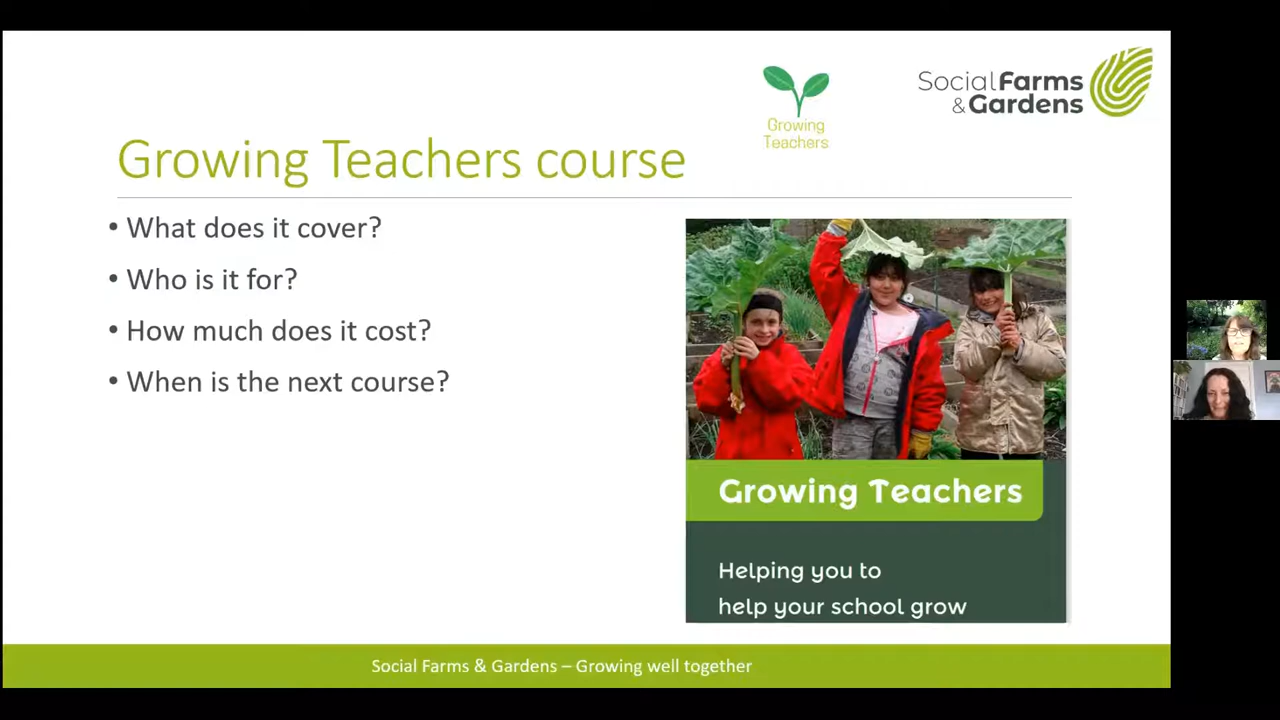 Growing
Teachers
Social Farms
& Gardens
Growing Teachers course
• What does it cover?
• Who is it for?
• How much does it cost?
• When is the next course?
Growing Teachers
Helping you to
help your school grow
Social Farms & Gardens – Growing well together